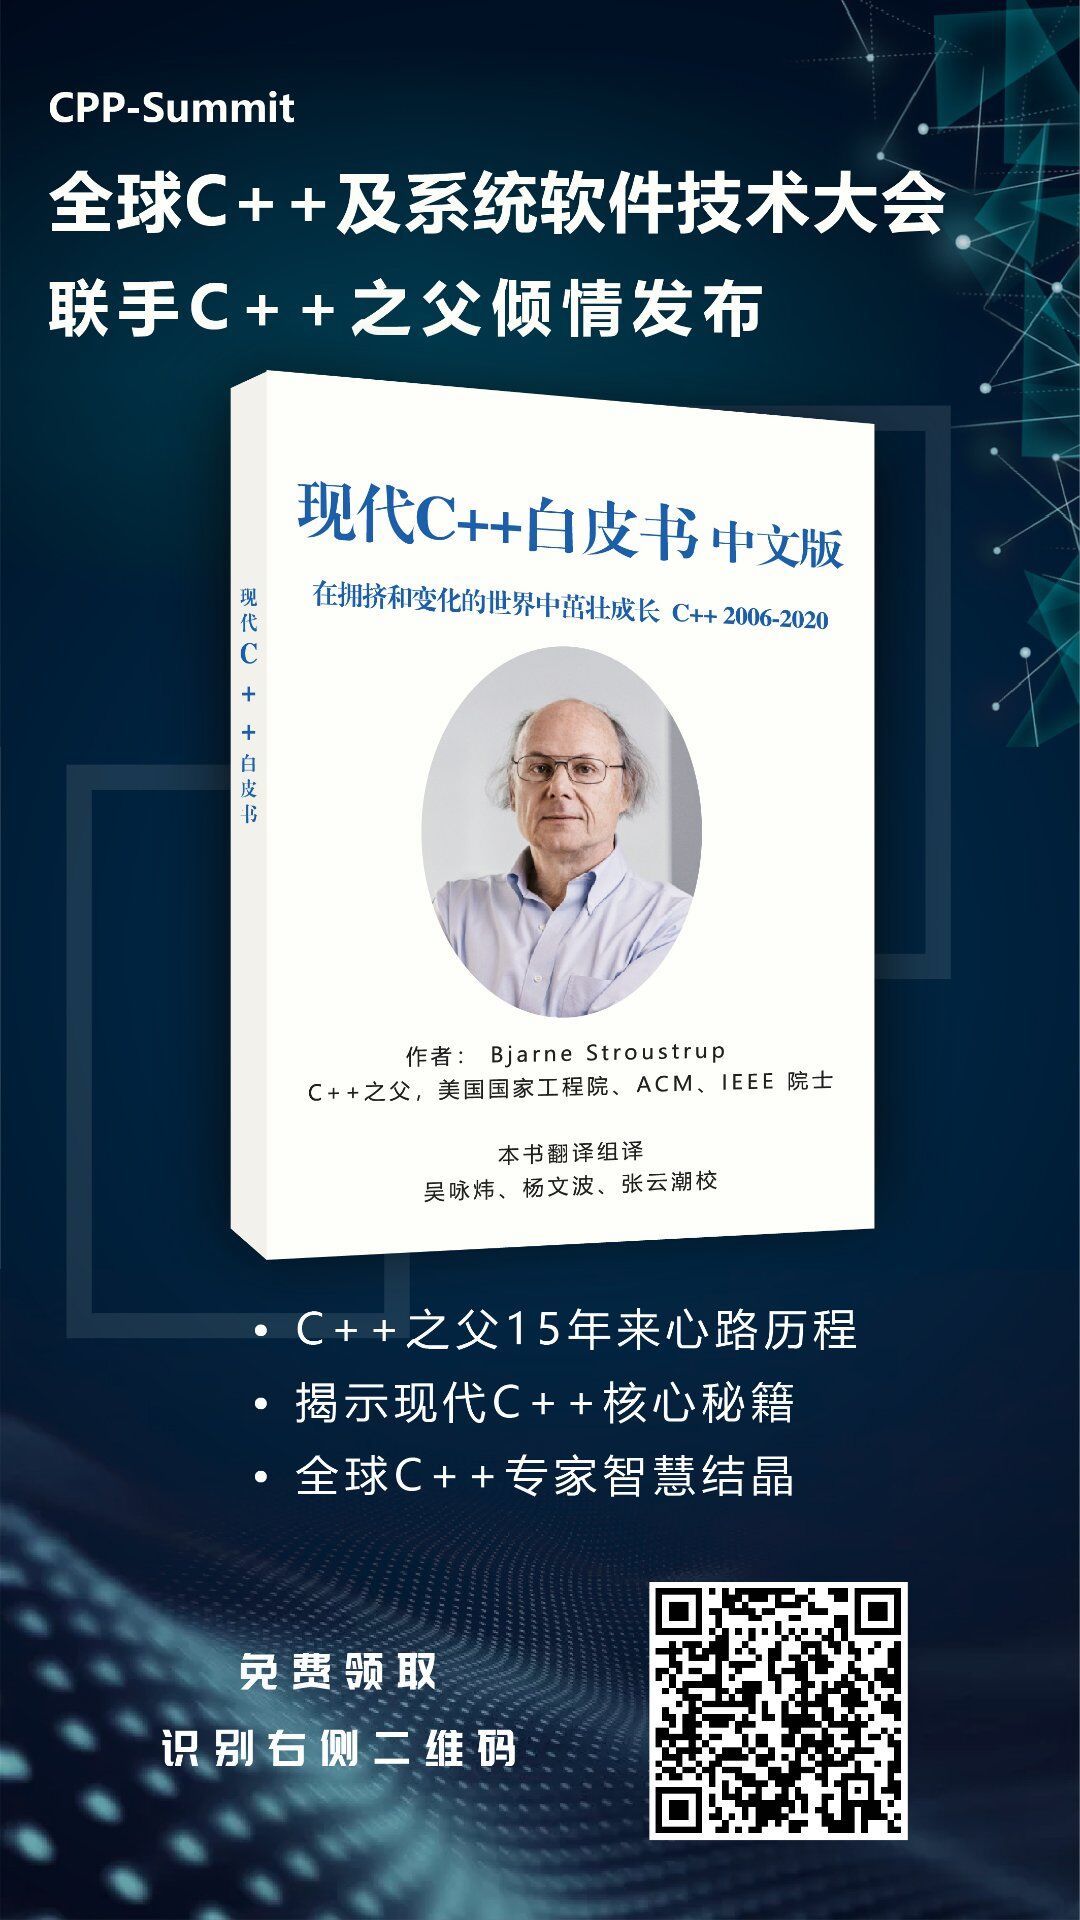 CPP-Summit
全球C++及系统软件技术大会
联手C++之父倾情发布
现代C++白皮书 中文版
在拥挤和变化的世界中茁壮成长 C++ 2006-2020
现代C++白皮书
作者: Bjarne Stroustrup
C++之父，美国国家工程院、ACM、IEEE 院士
本书翻译组译
吴咏炜、杨文波、张云潮校
• C++之父15年来心路历程
• 揭示现代C++核心秘籍
• 全球C++专家智慧结晶
免费领取
识别右侧二维码